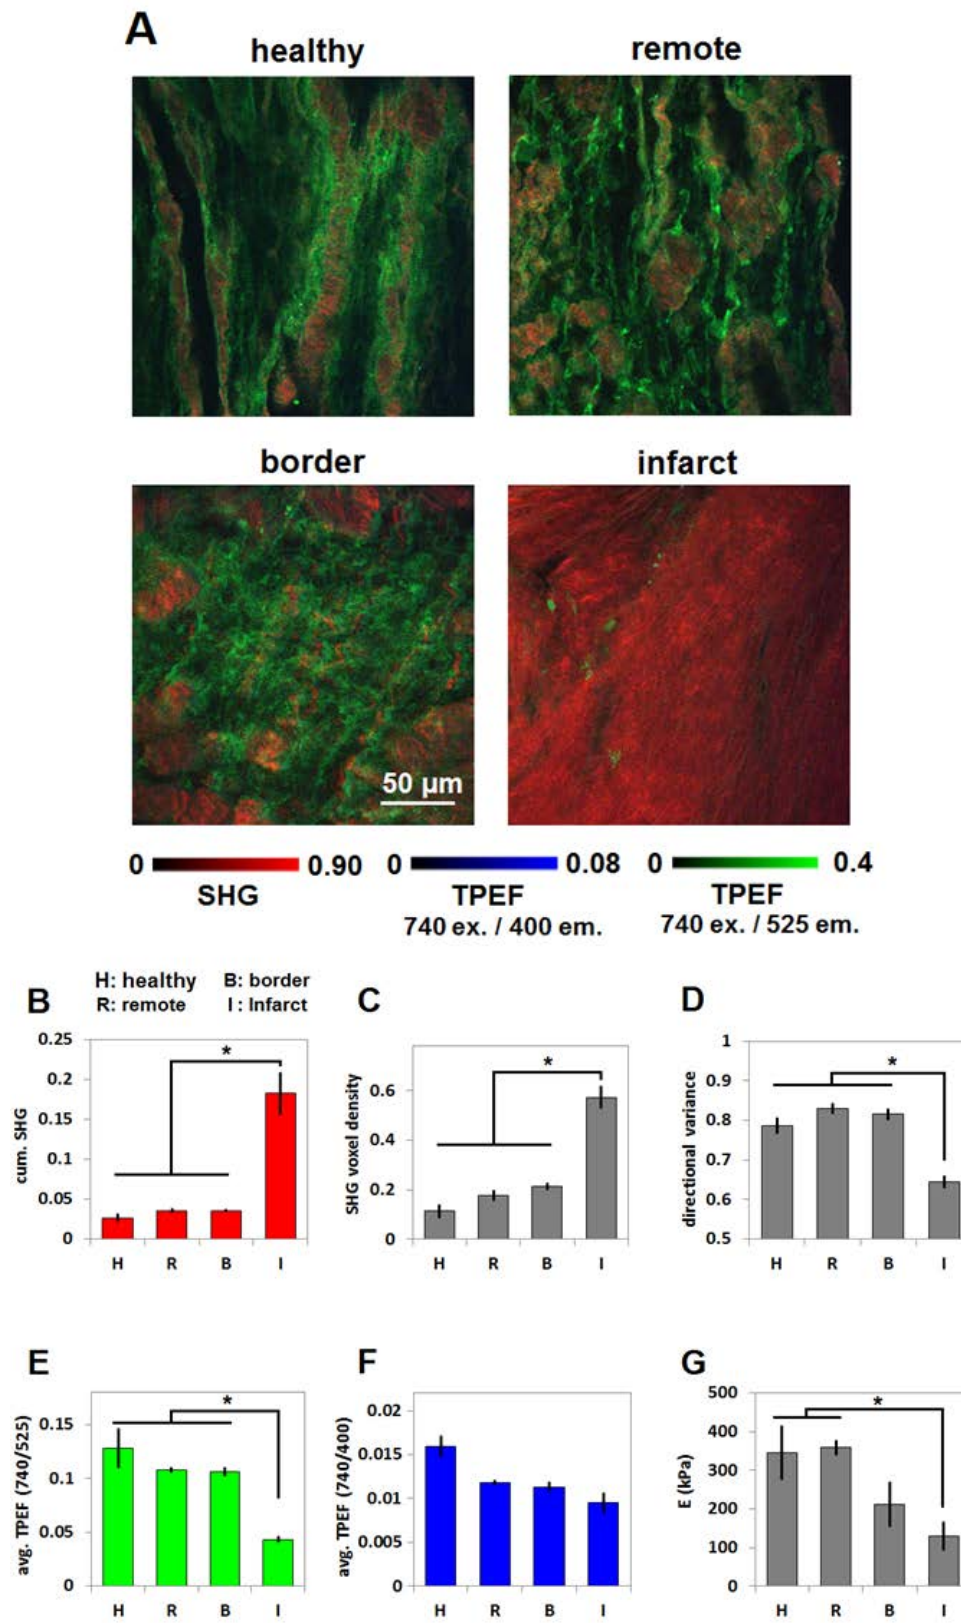 A
healthy
remote
border
infarct
50 µm
0 0.90 0 0.08 0 0.4
SHG TPEF TPEF
740 ex. / 400 em. 740 ex. / 525 em.
H: healthy B: border
R: remote I : Infarct
B
cum. SHG
0.25
0.2
0.15
0.1
0.05
0
*
H R B I
C
SHG voxel density
0.6
0.4
0.2
0
*
H R B I
D
directional variance
1
0.9
0.8
0.7
0.6
0.5
*
H R B I
E
avg. TPEF (740/525)
0.15
0.1
0.05
0
*
H R B I
F
avg. TPEF (740/400)
0.02
0.015
0.01
0.005
0
H R B I
G
E (kPa)
500
400
300
200
100
0
*
H R B I